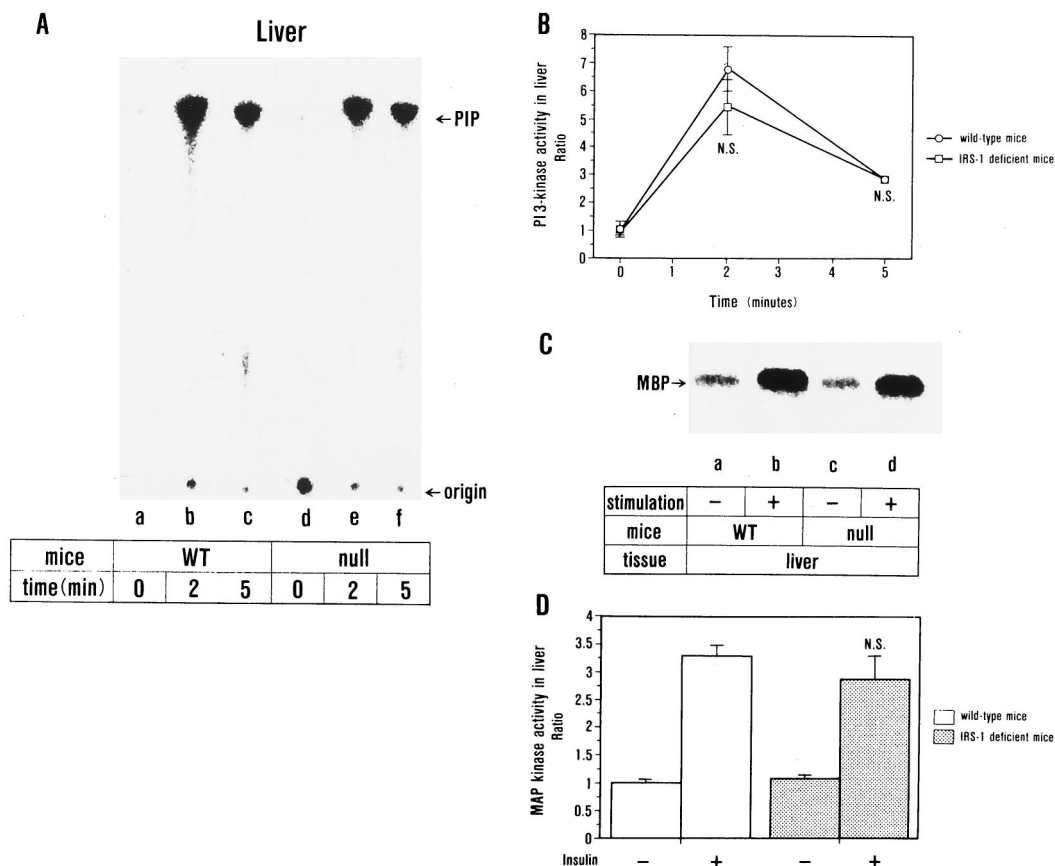 A
Liver
← PIP
← origin
a b c d e f
mice WT null
time(min) 0 2 5 0 2 5
B
PI3-kinase activity in liver
Ratio
8
7
6
5
4
3
2
1
0
N.S.
N.S.
0 1 2 3 4 5
Time (minutes)
wild-type mice
IRS-1 deficient mice
C
MBP→
a b c d
stimulation − + − +
mice WT null
tissue liver
D
MAP kinase activity in liver
Ratio
4
3.5
3
2.5
2
1.5
1
0.5
0
N.S.
wild-type mice
IRS-1 deficient mice
Insulin − + − +